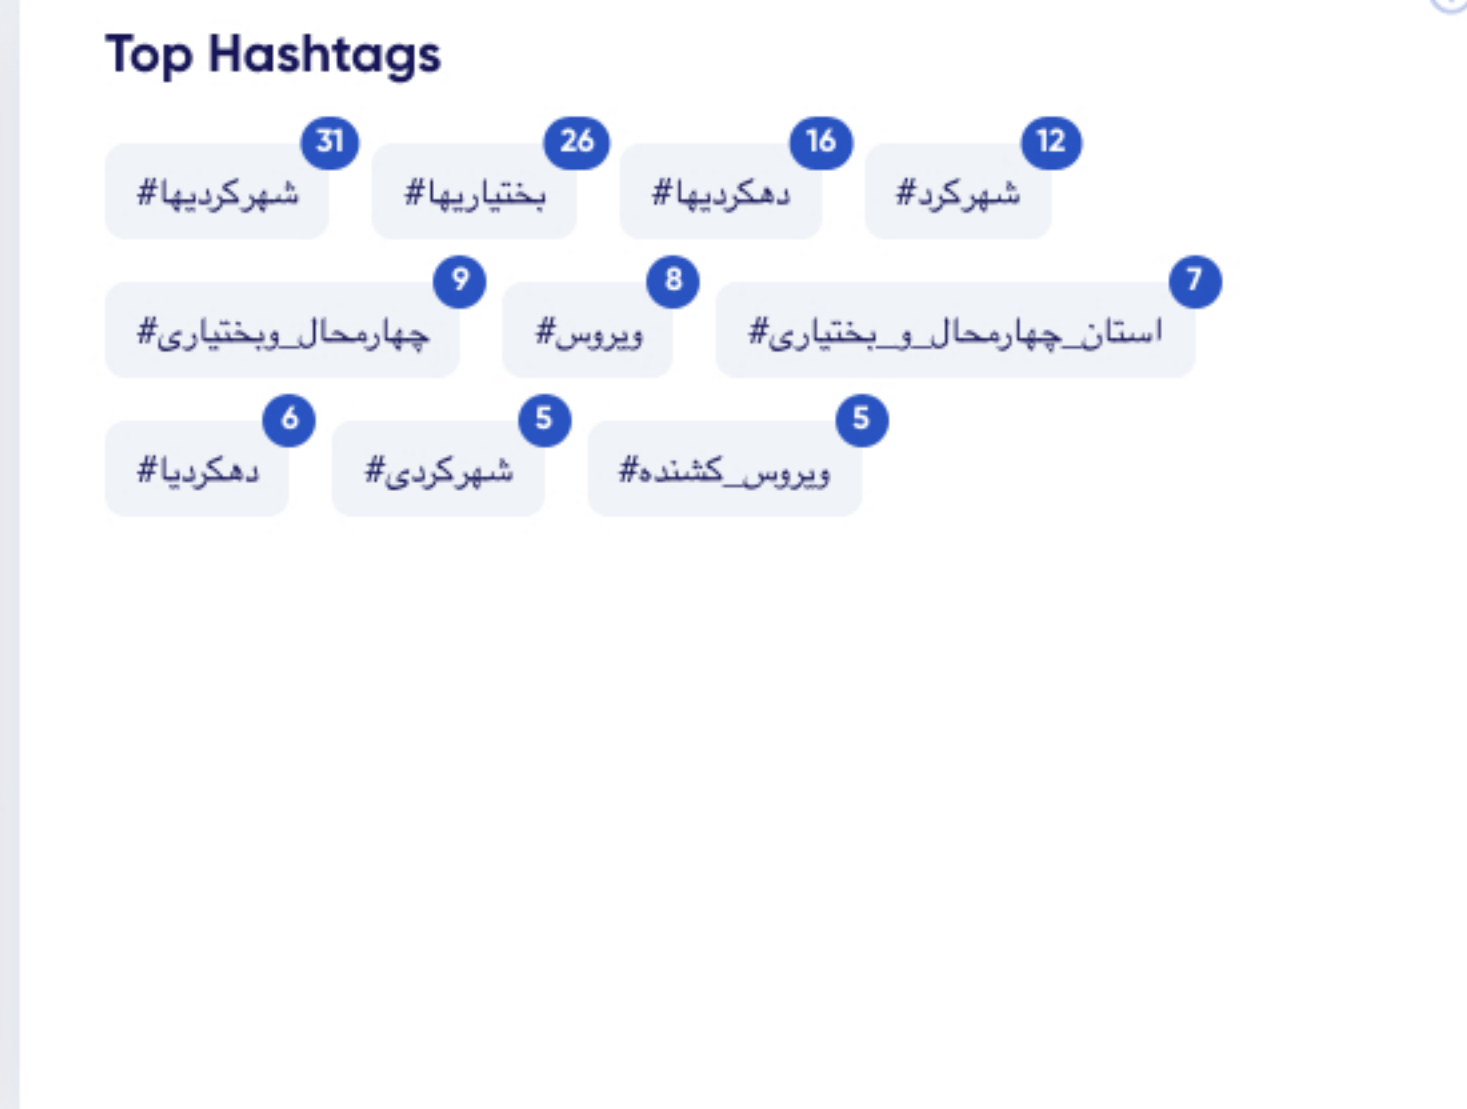 Top Hashtags
31 26 16 12
#شهرکردیها #بختیاریها #دهکردیها #شهرکرد
9 8 7
#چهارمحال_وبختیاری #ویروس #استان_چهارمحال_و_بختیاری
6 5 5
#دهکردیا #شهرکردی #ویروس_کشنده